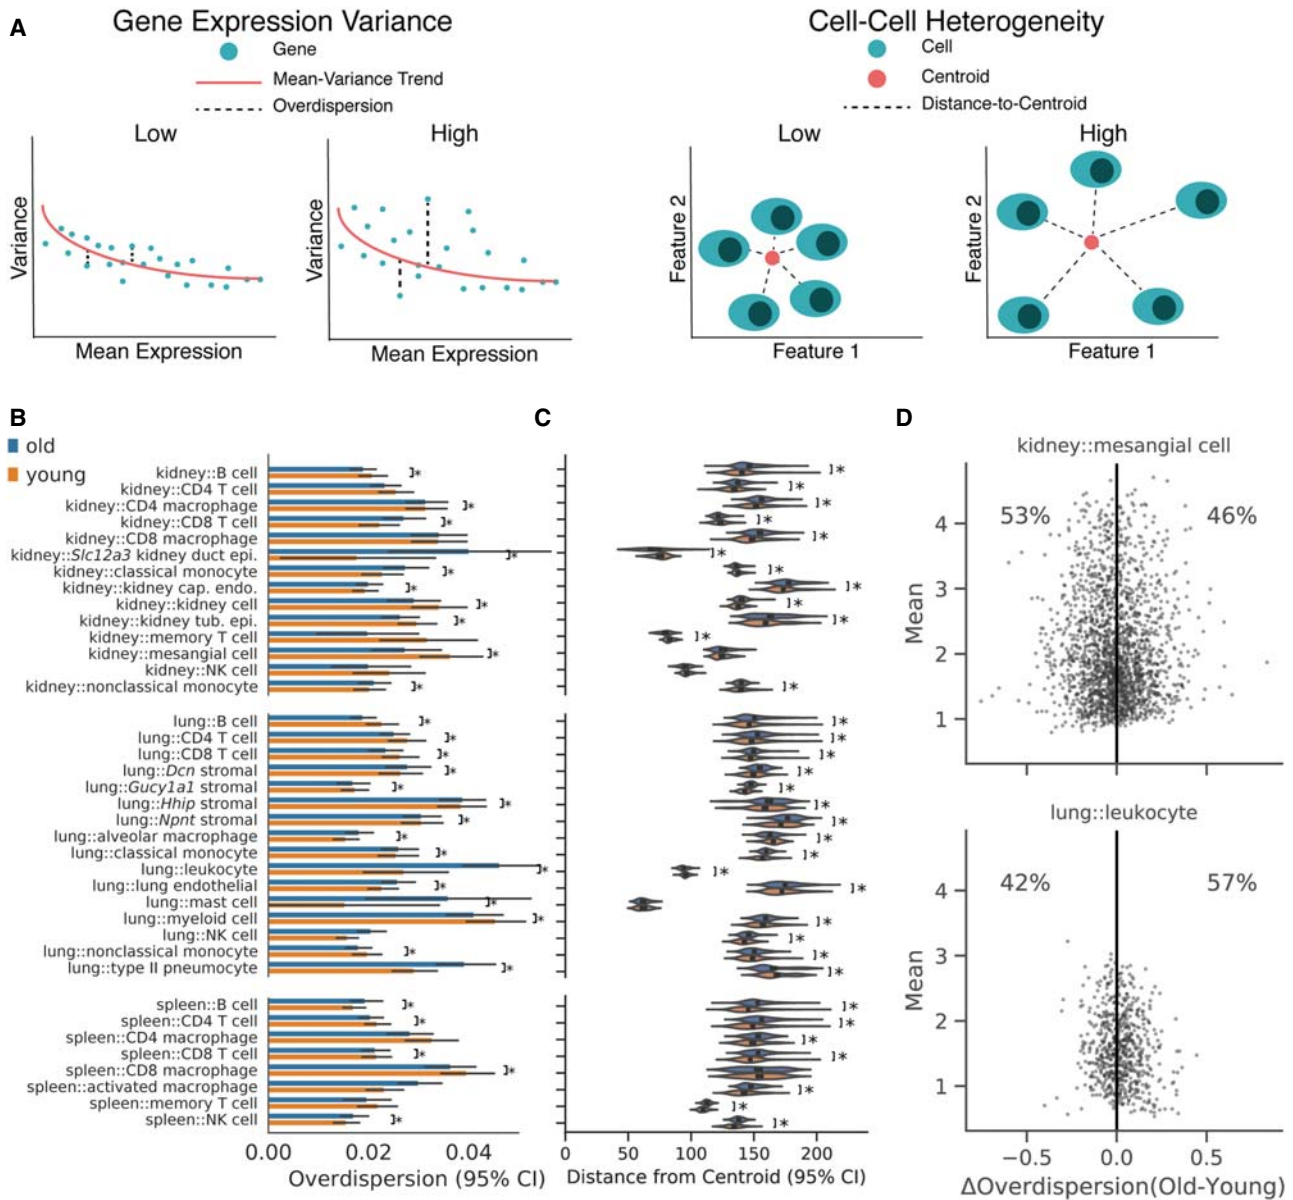 A
Gene Expression Variance
Gene
Mean-Variance Trend
Overdispersion
Low
High
Variance
Mean Expression
Variance
Mean Expression
Cell-Cell Heterogeneity
Cell
Centroid
Distance-to-Centroid
Low
High
Feature 2
Feature 1
Feature 2
Feature 1
B
old
young
kidney::B cell
kidney::CD4 T cell
kidney::CD4 macrophage
kidney::CD8 T cell
kidney::CD8 macrophage
kidney::Slc12a3 kidney duct epi.
kidney::classical monocyte
kidney::kidney cap. endo.
kidney::kidney cell
kidney::kidney tub. epi.
kidney::memory T cell
kidney::mesangial cell
kidney::NK cell
kidney::nonclassical monocyte
lung::B cell
lung::CD4 T cell
lung::CD8 T cell
lung::Dcn stromal
lung::Gucy1a1 stromal
lung::Hhip stromal
lung::Npnt stromal
lung::alveolar macrophage
lung::classical monocyte
lung::leukocyte
lung::lung endothelial
lung::mast cell
lung::myeloid cell
lung::NK cell
lung::nonclassical monocyte
lung::type II pneumocyte
spleen::B cell
spleen::CD4 T cell
spleen::CD4 macrophage
spleen::CD8 T cell
spleen::CD8 macrophage
spleen::activated macrophage
spleen::memory T cell
spleen::NK cell
0.00 0.02 0.04
Overdispersion (95% CI)
C
0 50 100 150 200
Distance from Centroid (95% CI)
D
kidney::mesangial cell
53% 46%
4
3
2
1
Mean
lung::leukocyte
42% 57%
4
3
2
1
Mean
−0.5 0.0 0.5
ΔOverdispersion(Old-Young)